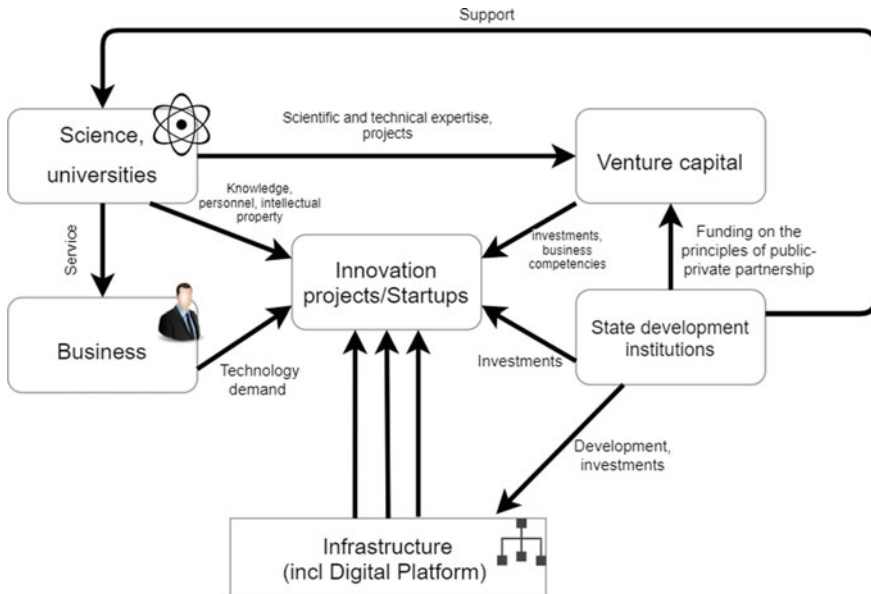 Support
Science,
universities
Scientific and technical expertise,
projects
Venture capital
Knowledge,
personnel, intellectual
property
Service
investments,
business
competencies
Funding on the
principles of public-
private partnership
Innovation
projects/Startups
Business
Technology
demand
Investments
State development
institutions
Development,
investments
Infrastructure
(incl Digital Platform)